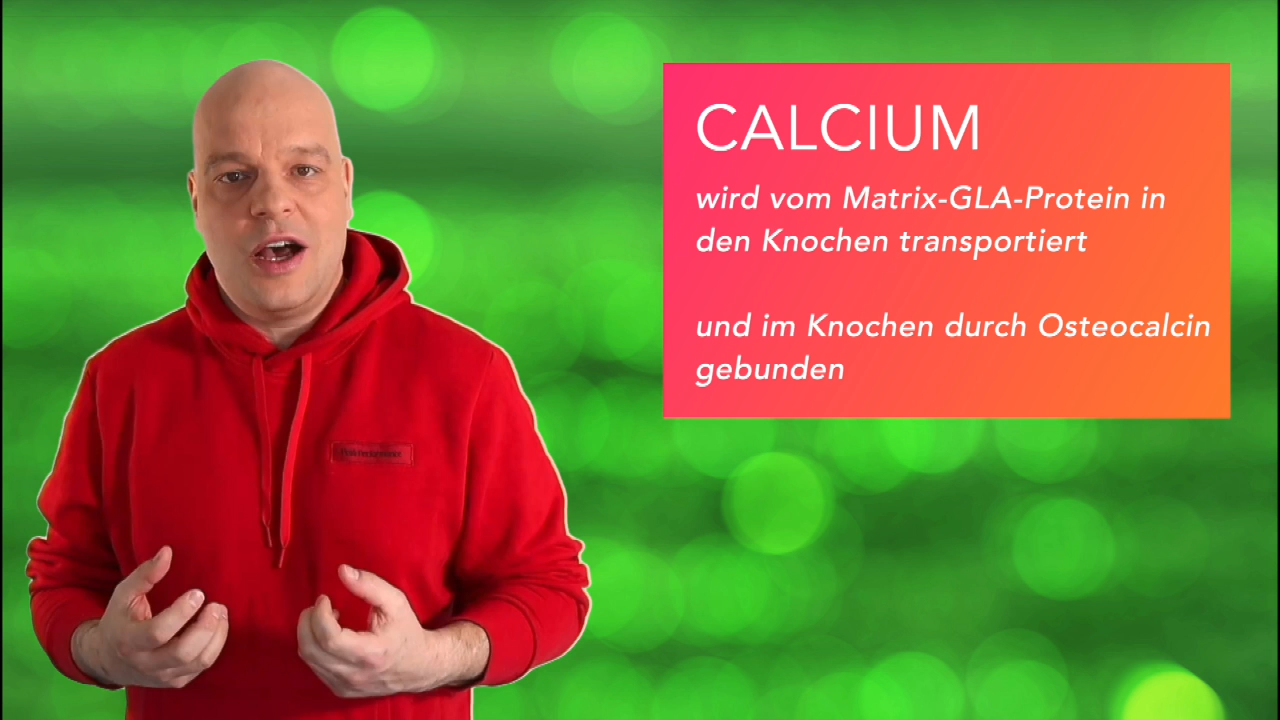 CALCIUM
wird vom Matrix-GLA-Protein in
den Knochen transportiert
und im Knochen durch Osteocalcin
gebunden